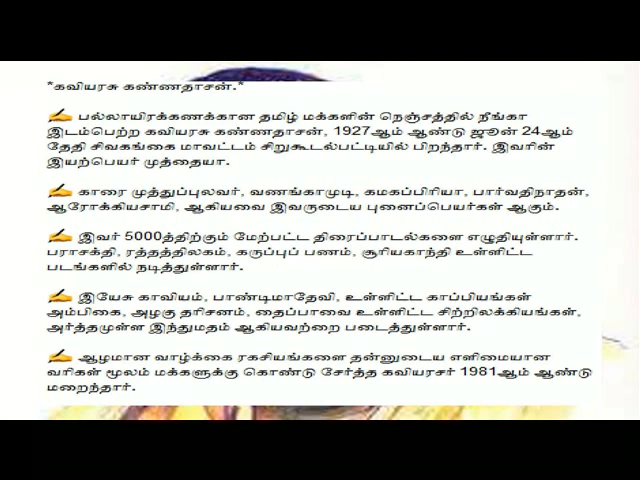 *கவியரசு கண்ணதாசன்.*
✍ பல்லாயிரக்கணக்கான தமிழ் மக்களின் நெஞ்சத்தில் நீங்கா
இடம்பெற்ற கவியரசு கண்ணதாசன், 1927ஆம் ஆண்டு ஜூன் 24ஆம்
தேதி சிவகங்கை மாவட்டம் சிறுகூடல்பட்டியில் பிறந்தார். இவரின்
இயற்பெயர் முத்தையா.
✍ காரை முத்துப்புலவர், வணங்காமுடி, கமகப்பிரியா, பார்வதிநாதன்,
ஆரோக்கியசாமி, ஆகியவை இவருடைய புனைப்பெயர்கள் ஆகும்.
✍ இவர் 5000த்திற்கும் மேற்பட்ட திரைப்பாடல்களை எழுதியுள்ளார்.
பராசக்தி, ரத்தத்திலகம், கருப்புப் பணம், சூரியகாந்தி உள்ளிட்ட
படங்களில் நடித்துள்ளார்.
✍ இயேசு காவியம், பாண்டிமாதேவி, உள்ளிட்ட காப்பியங்கள்
அம்பிகை, அழகு தரிசனம், தைப்பாவை உள்ளிட்ட சிற்றிலக்கியங்கள்,
அர்த்தமுள்ள இந்துமதம் ஆகியவற்றை படைத்துள்ளார்.
✍ ஆழமான வாழ்க்கை ரகசியங்களை தன்னுடைய எளிமையான
வரிகள் மூலம் மக்களுக்கு கொண்டு சேர்த்த கவியரசர் 1981ஆம் ஆண்டு
மறைந்தார்.